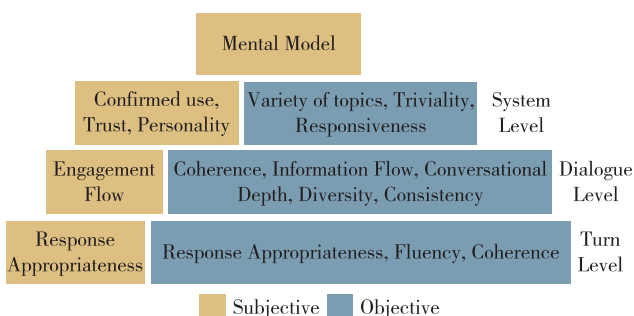 Mental Model
Confirmed use,
Trust, Personality
Variety of topics, Triviality,
Responsiveness
System
Level
Engagement
Flow
Coherence, Information Flow, Conversational
Depth, Diversity, Consistency
Dialogue
Level
Response
Appropriateness
Response Appropriateness, Fluency, Coherence
Turn
Level
Subjective
Objective